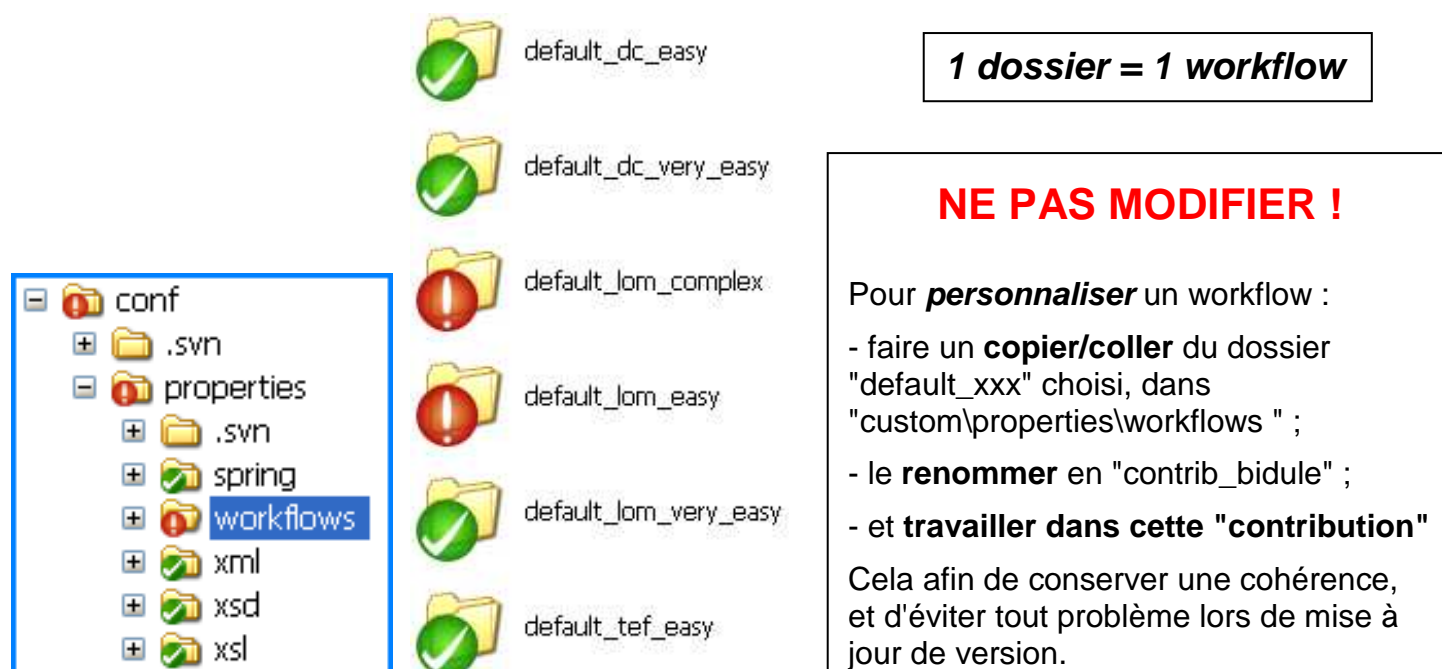 default_dc_easy
default_dc_very_easy
default_lom_complex
default_lom_easy
default_lom_very_easy
default_tef_easy
conf
.svn
properties
.svn
spring
workflows
xml
xsd
xsl
1 dossier = 1 workflow
NE PAS MODIFIER !
Pour personnaliser un workflow :
- faire un copier/coller du dossier
"default_xxx" choisi, dans
"custom\properties\workflows " ;
- le renommer en "contrib_bidule" ;
- et travailler dans cette "contribution"
Cela afin de conserver une cohérence,
et d'éviter tout problème lors de mise à
jour de version.